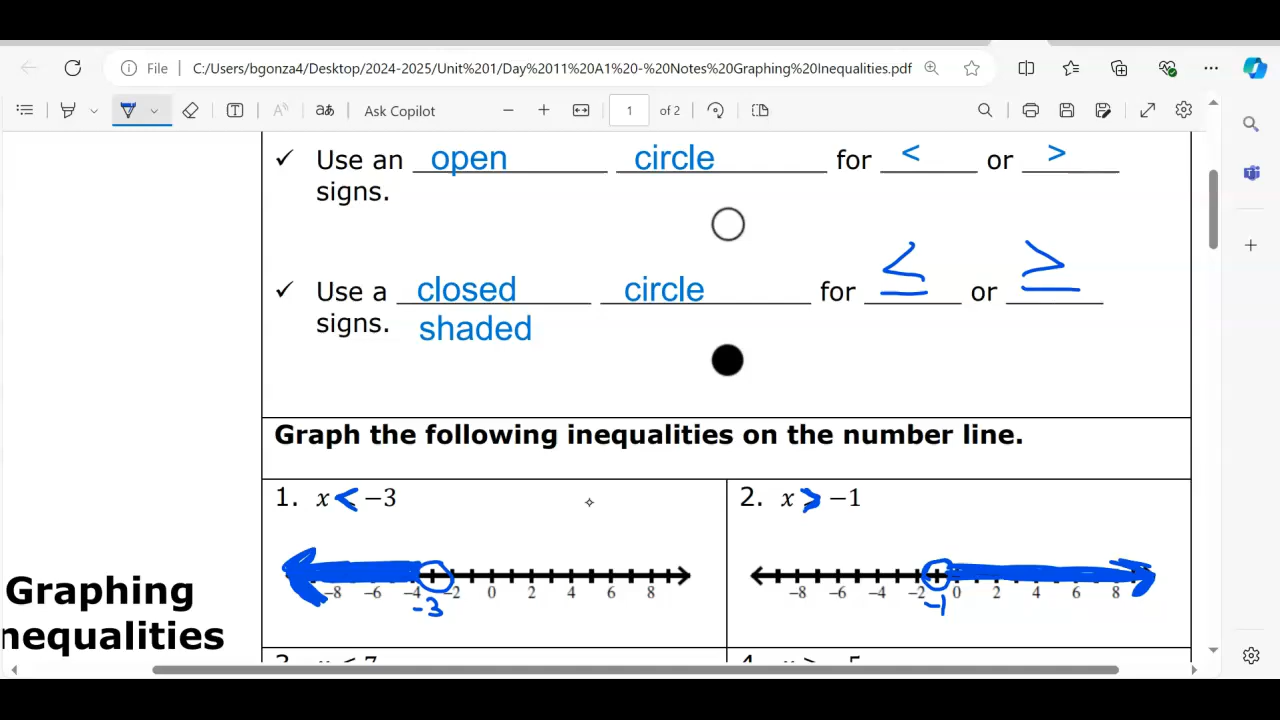 File C:/Users/bgonza4/Desktop/2024-2025/Unit%201/Day%2011%20A1%20-%20Notes%20Graphing%20Inequalities.pdf
Ask Copilot 1 of 2
✓ Use an open circle for < or >
signs.
✓ Use a closed circle for ≤ or ≥
signs. shaded
Graph the following inequalities on the number line.
1. x < −3 2. x > −1
−8 −6 −4 −2 0 2 4 6 8 −8 −6 −4 −2 0 2 4 6 8
-3 -1
Graphing
nequalities